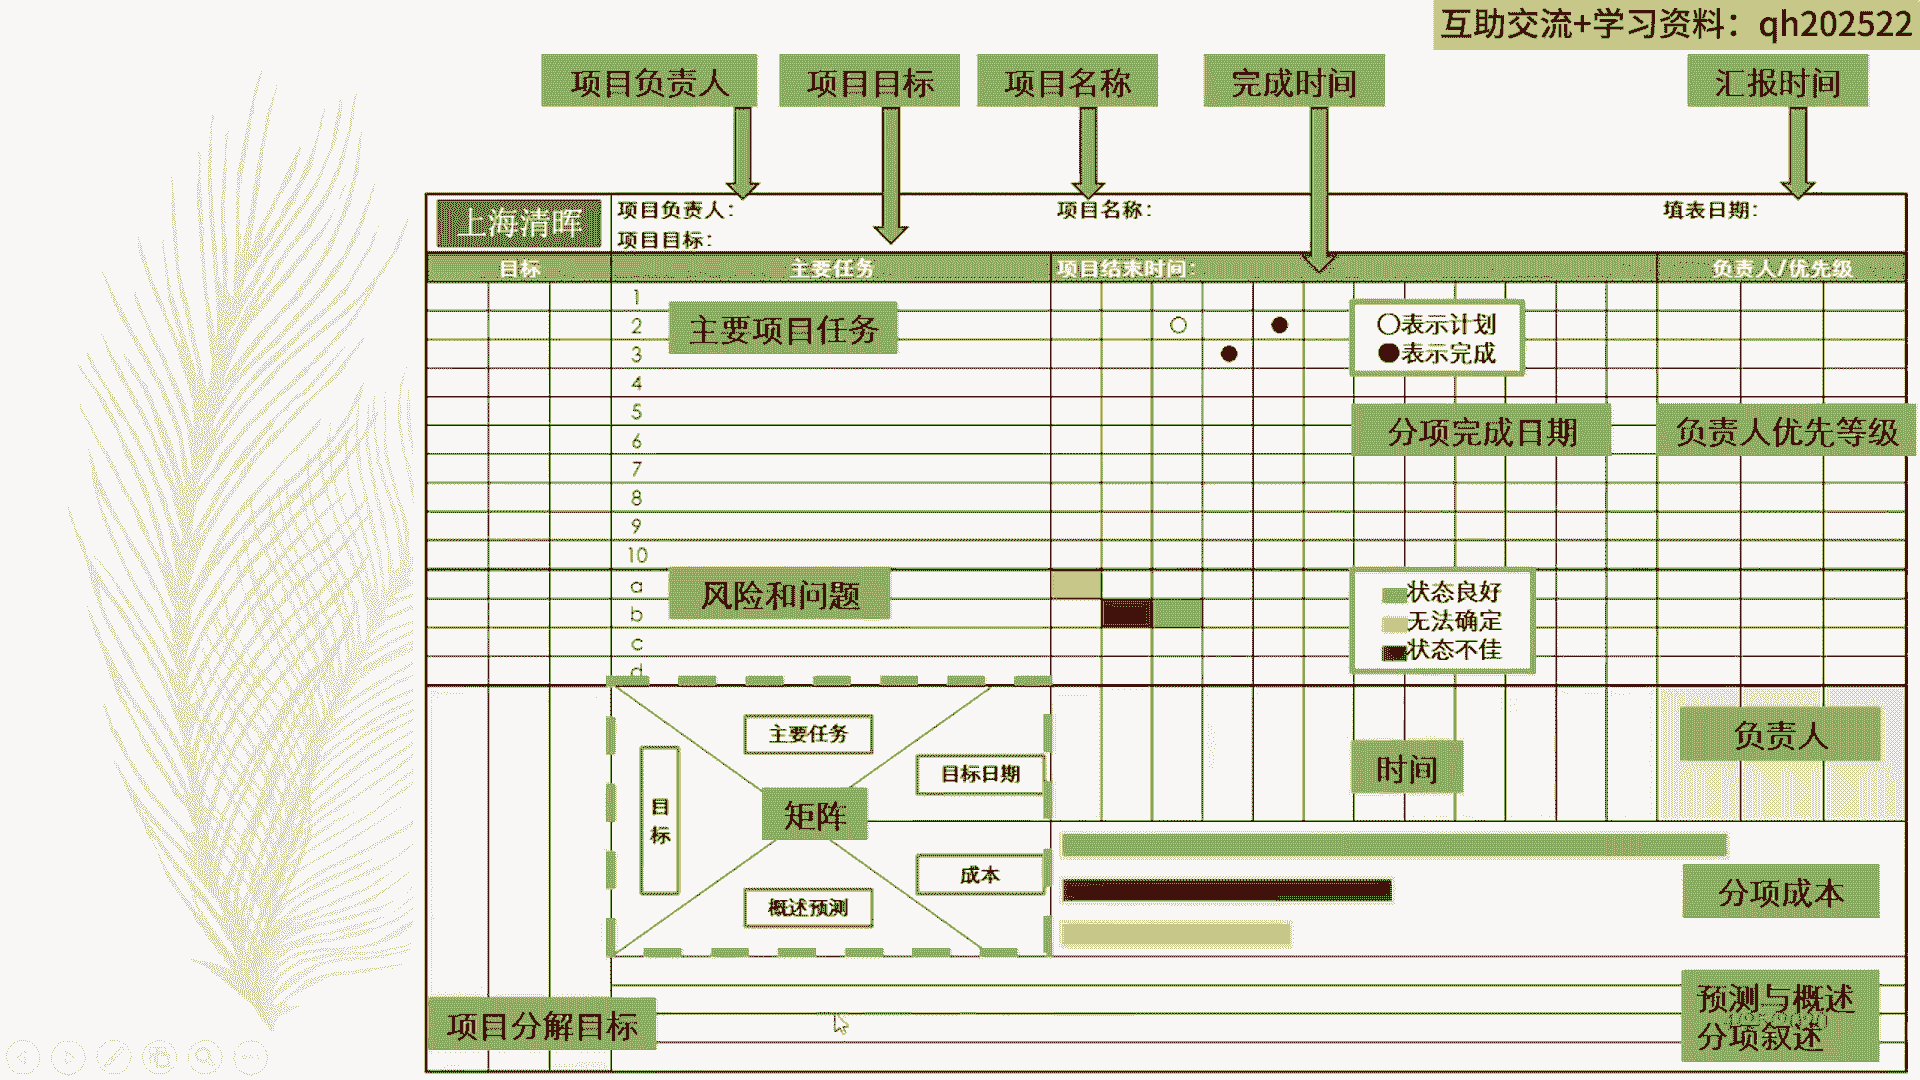 互助交流+学习资料：qh202522
项目负责人
项目目标
项目名称
完成时间
汇报时间
上海清晖
项目负责人：
项目名称：
填表日期：
项目目标：
目标
主要任务
项目结束时间：
负责人/优先级
1
2
3
4
5
6
7
8
9
10
a
b
c
d
主要项目任务
○表示计划
●表示完成
分项完成日期
负责人优先等级
风险和问题
状态良好
无法确定
状态不佳
主要任务
目标日期
目标
矩阵
成本
概述预测
时间
负责人
分项成本
项目分解目标
预测与概述
分项叙述